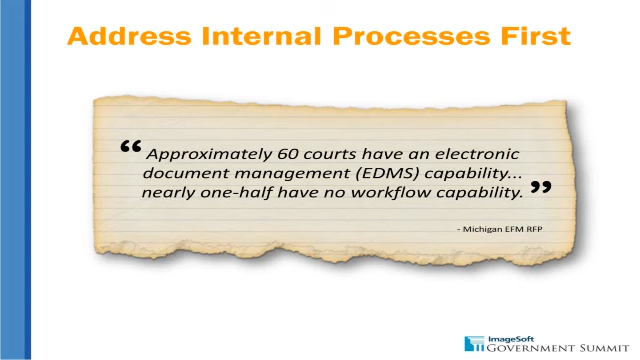 Address Internal Processes First
“ Approximately 60 courts have an electronic
document management (EDMS) capability...
nearly one-half have no workflow capability. ”
- Michigan EFM RFP
ImageSoft
GOVERNMENT SUMMIT